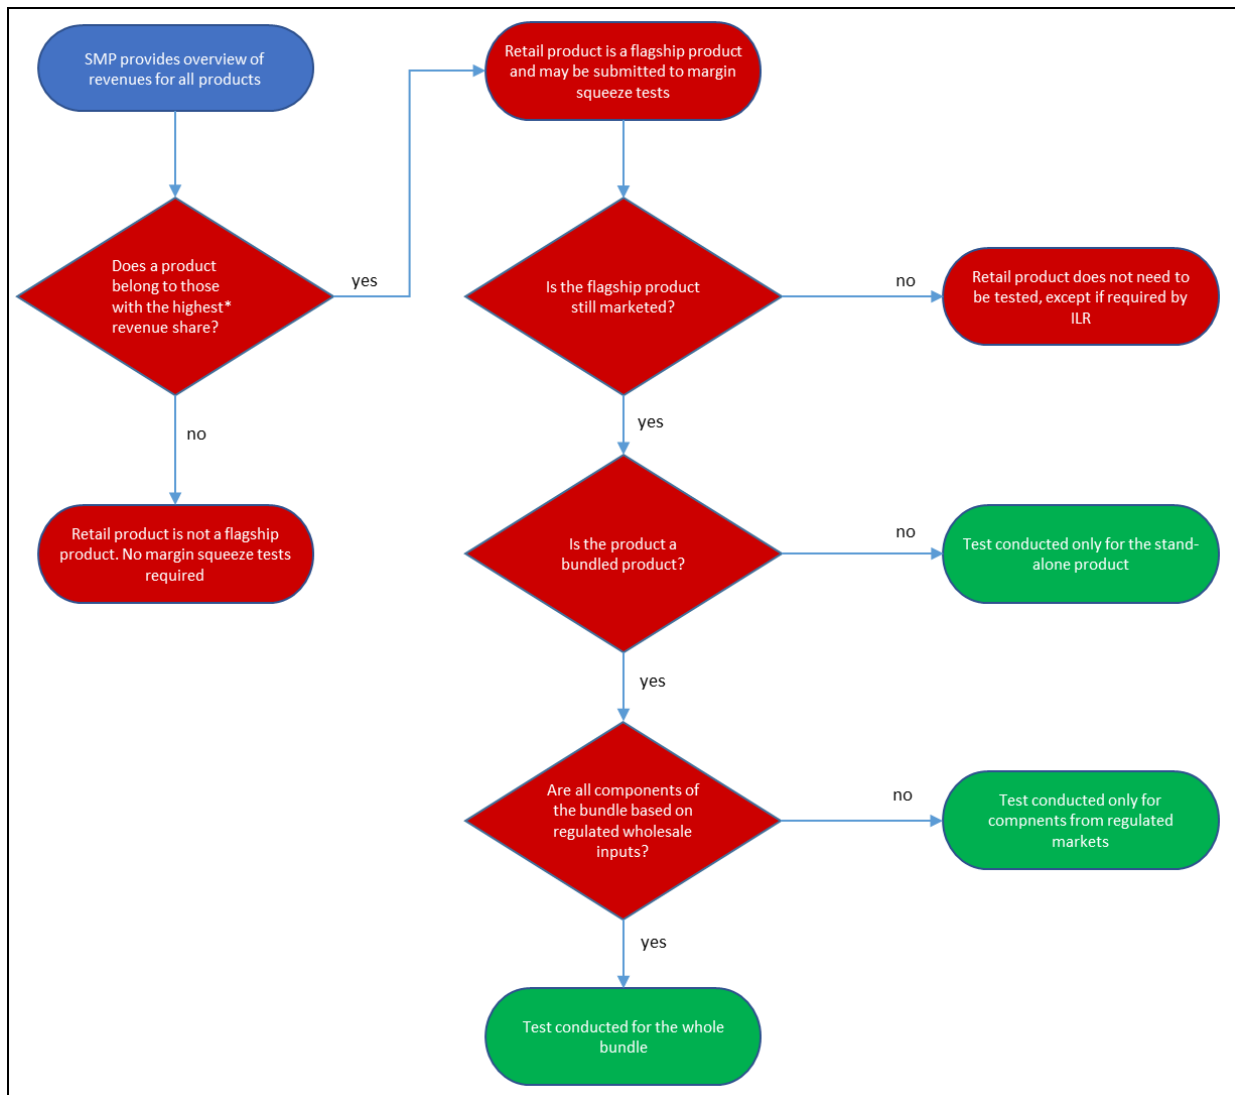 SMP provides overview of
revenues for all products
Retail product is a flagship product
and may be submitted to margin
squeeze tests
Does a product
belong to those
with the highest*
revenue share?
yes
Is the flagship product
still marketed?
no
Retail product does not need to
be tested, except if required by
ILR
no
yes
Retail product is not a flagship
product. No margin squeeze tests
required
Is the product a
bundled product?
no
Test conducted only for the stand-
alone product
yes
Are all components of
the bundle based on
regulated wholesale
inputs?
no
Test conducted only for
compnents from regulated
markets
yes
Test conducted for the whole
bundle